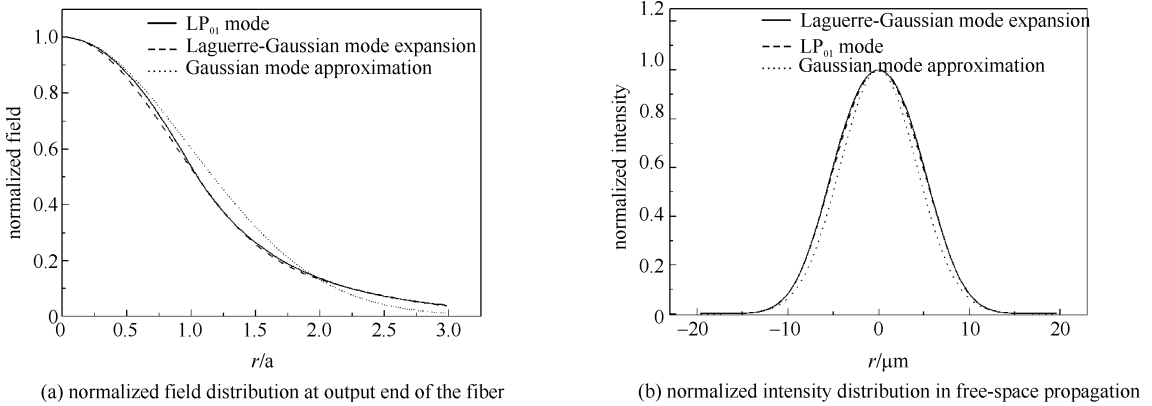 LP₀₁ mode
Laguerre-Gaussian mode expansion
Gaussian mode approximation
normalized field
1.0
0.8
0.6
0.4
0.2
0
0 0.5 1.0 1.5 2.0 2.5 3.0
r/a
(a) normalized field distribution at output end of the fiber
Laguerre-Gaussian mode expansion
LP₀₁ mode
Gaussian mode approximation
normalized intensity
1.2
1.0
0.8
0.6
0.4
0.2
0
−20 −10 0 10 20
r/μm
(b) normalized intensity distribution in free-space propagation